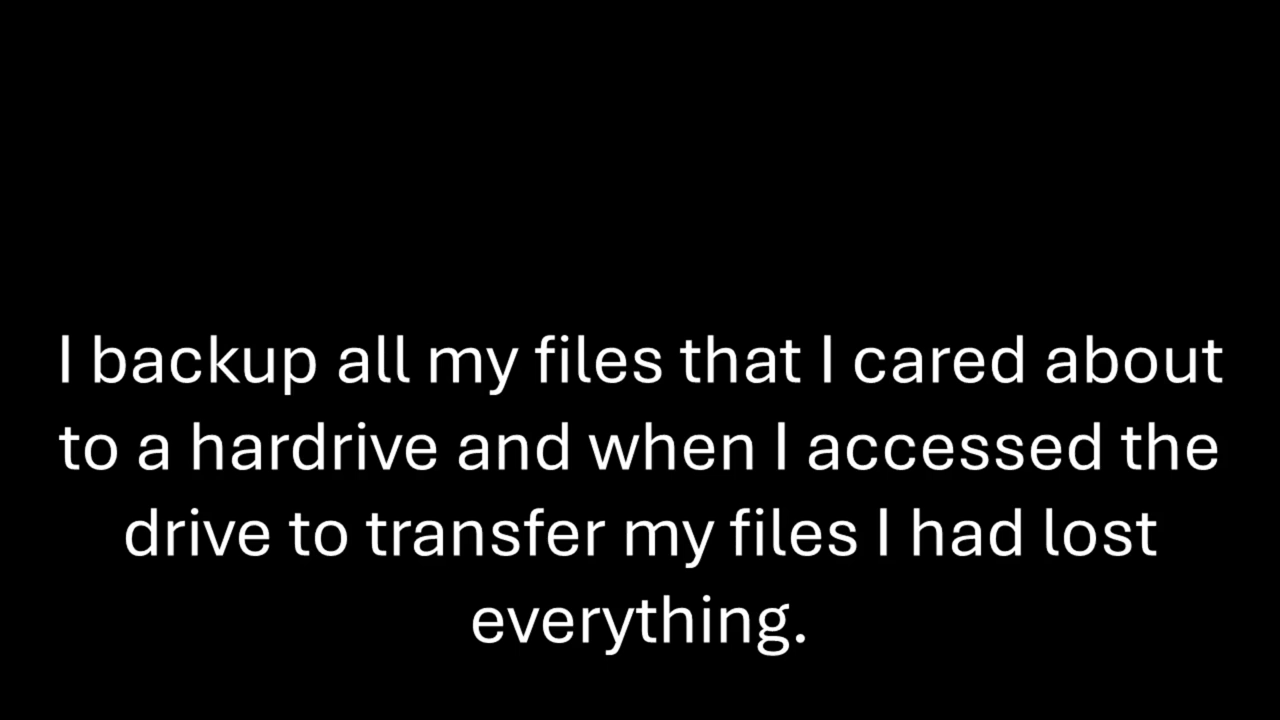 I backup all my files that I cared about
to a hardrive and when I accessed the
drive to transfer my files I had lost
everything.